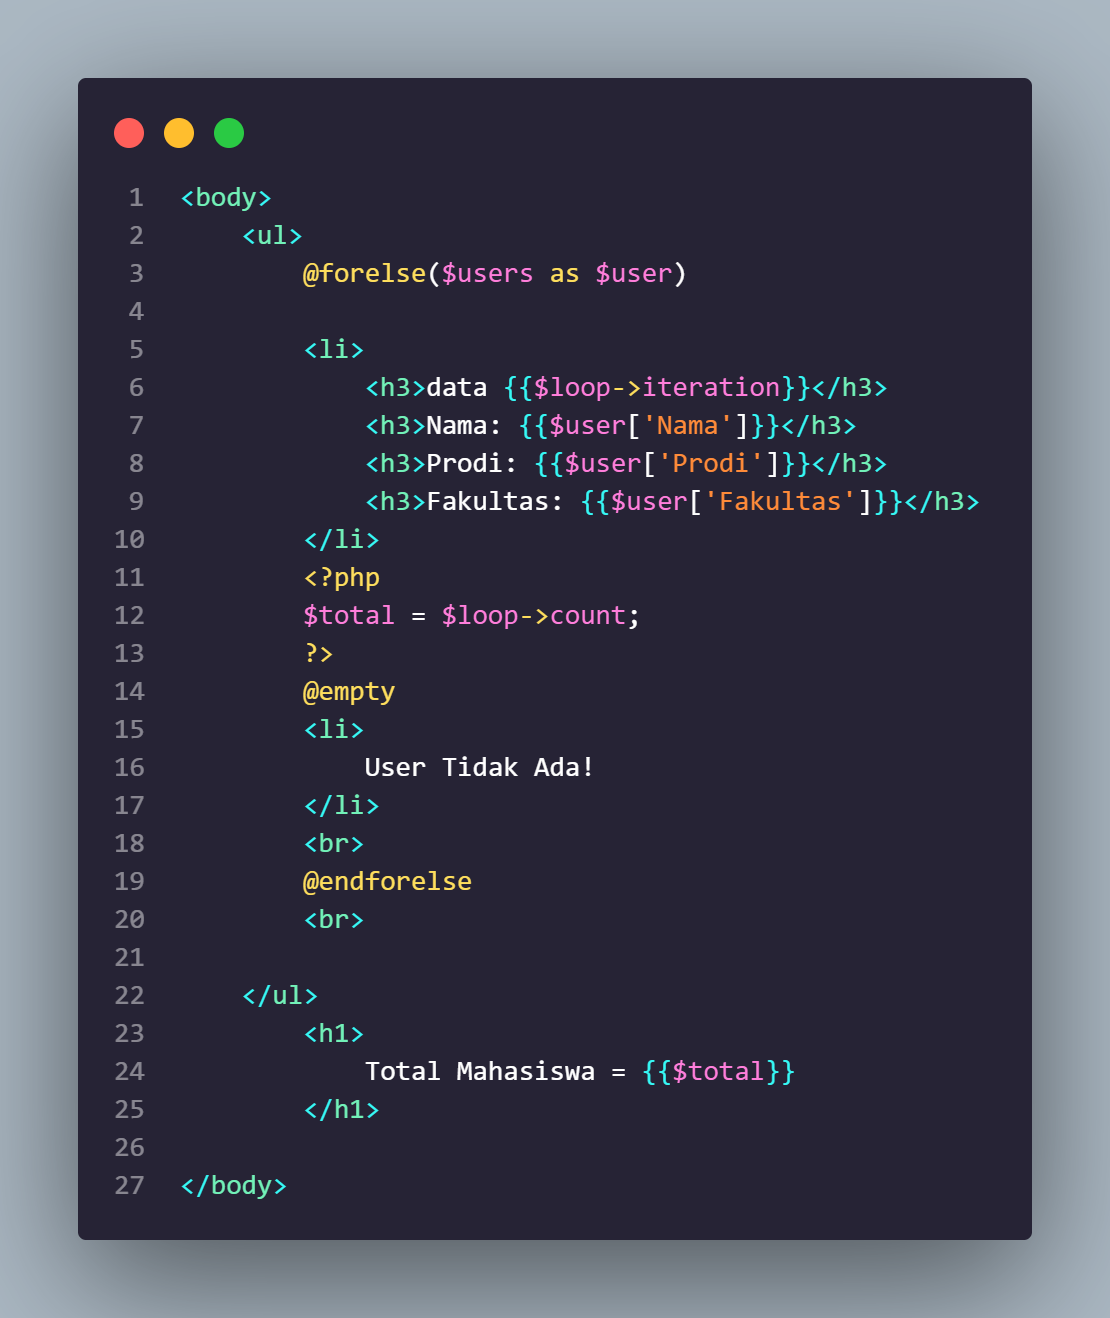 1 <body>
2     <ul>
3         @forelse($users as $user)
4
5         <li>
6             <h3>data {{$loop->iteration}}</h3>
7             <h3>Nama: {{$user['Nama']}}</h3>
8             <h3>Prodi: {{$user['Prodi']}}</h3>
9             <h3>Fakultas: {{$user['Fakultas']}}</h3>
10         </li>
11         <?php
12         $total = $loop->count;
13         ?>
14         @empty
15         <li>
16             User Tidak Ada!
17         </li>
18         <br>
19         @endforelse
20         <br>
21
22     </ul>
23         <h1>
24             Total Mahasiswa = {{$total}}
25         </h1>
26
27 </body>